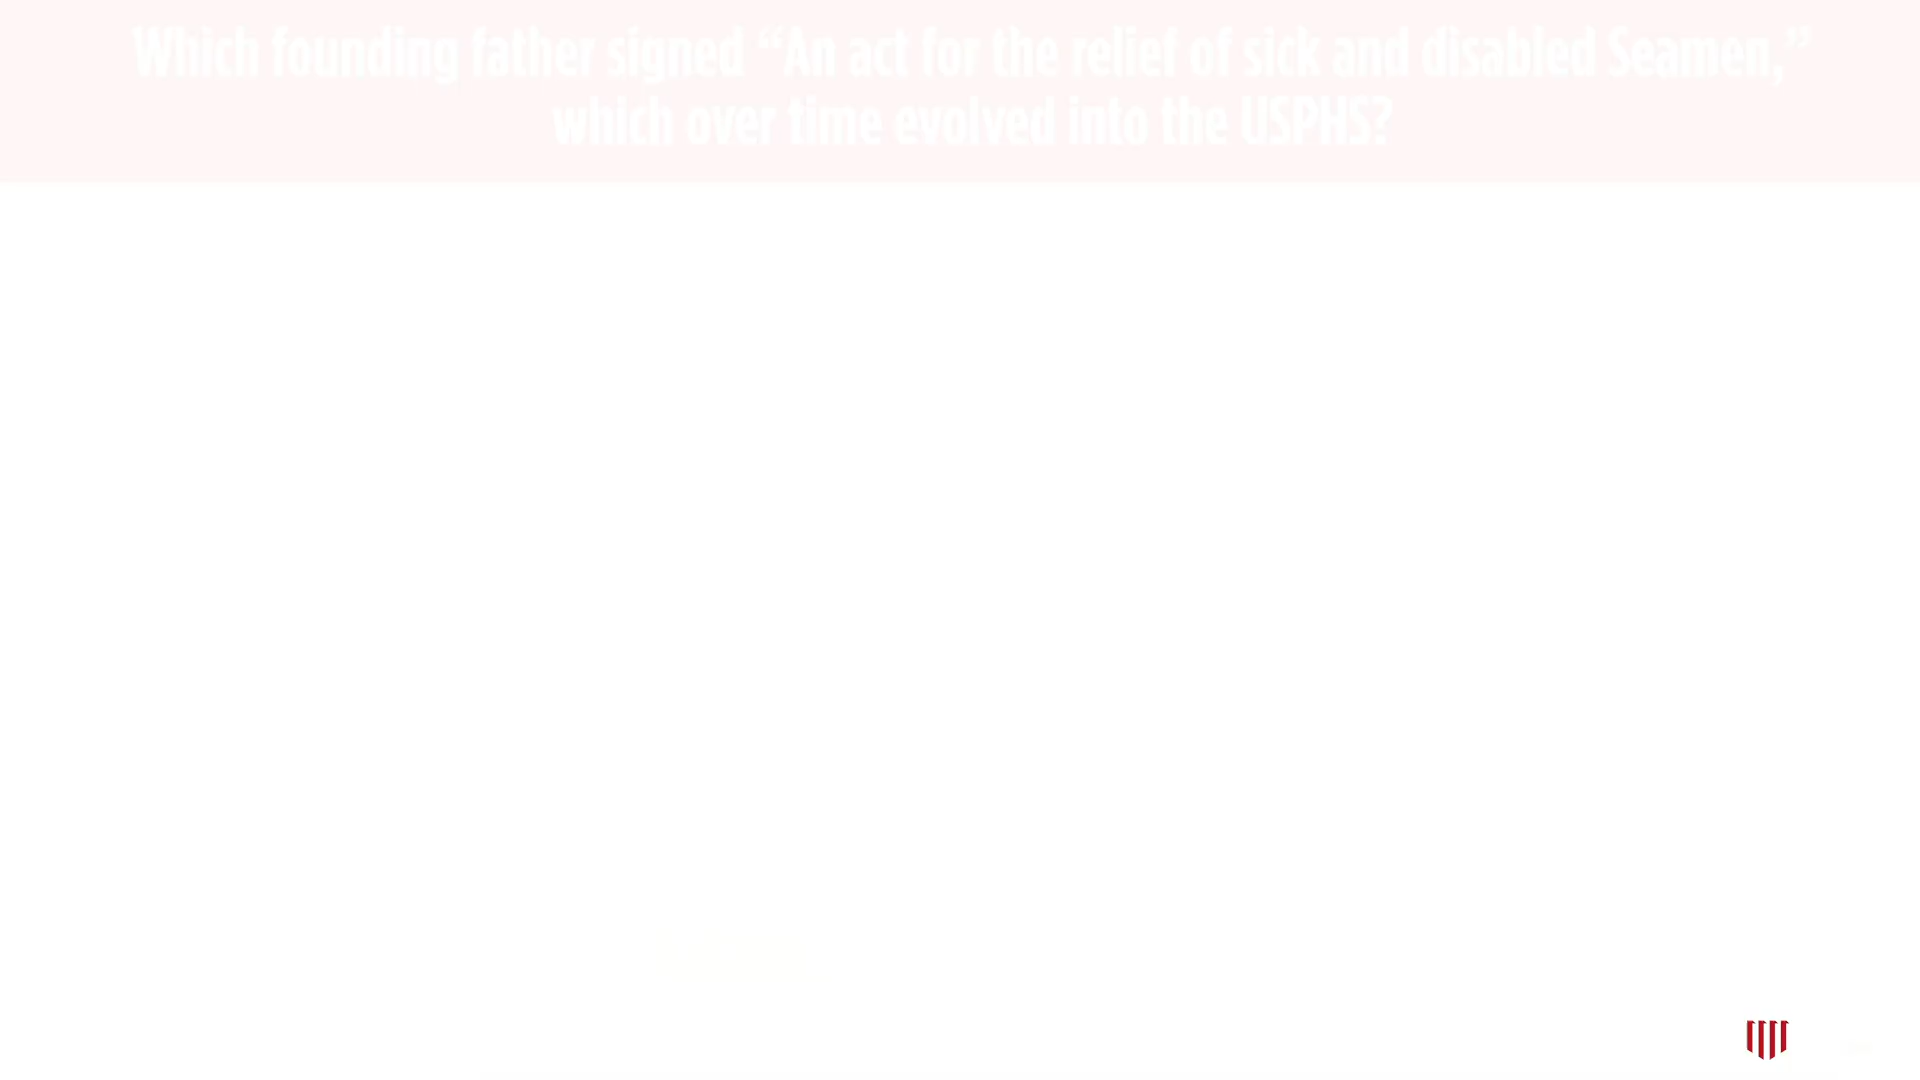 Which founding father signed “An act for the relief of sick and disabled Seamen,”
which over time evolved into the USPHS?